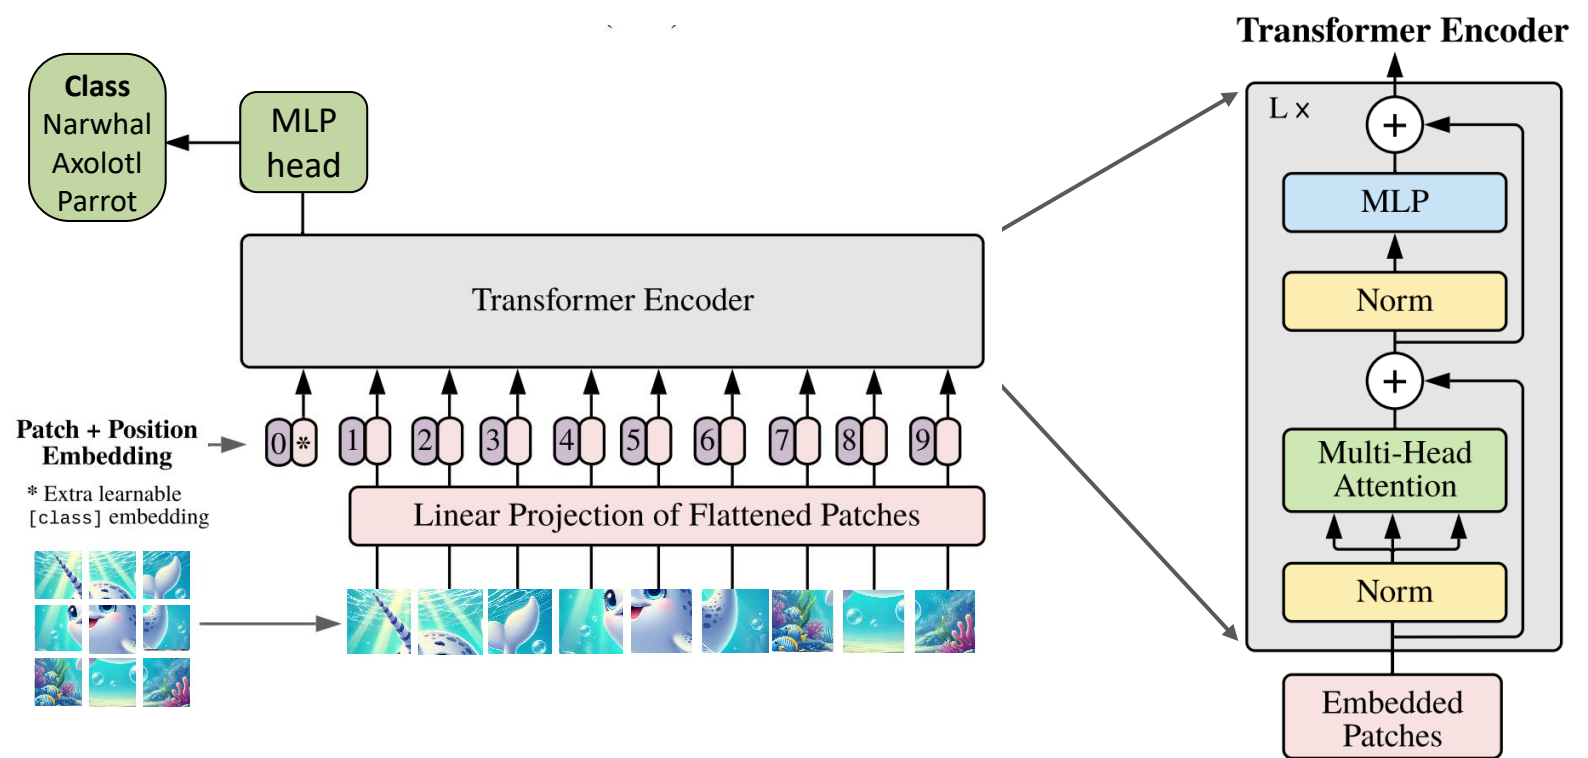 Class
Narwhal
Axolotl
Parrot
MLP
head
Transformer Encoder
Patch + Position
Embedding
0 * 1 2 3 4 5 6 7 8 9
* Extra learnable
[class] embedding
Linear Projection of Flattened Patches
Transformer Encoder
L ×
+
MLP
Norm
+
Multi-Head
Attention
Norm
Embedded
Patches